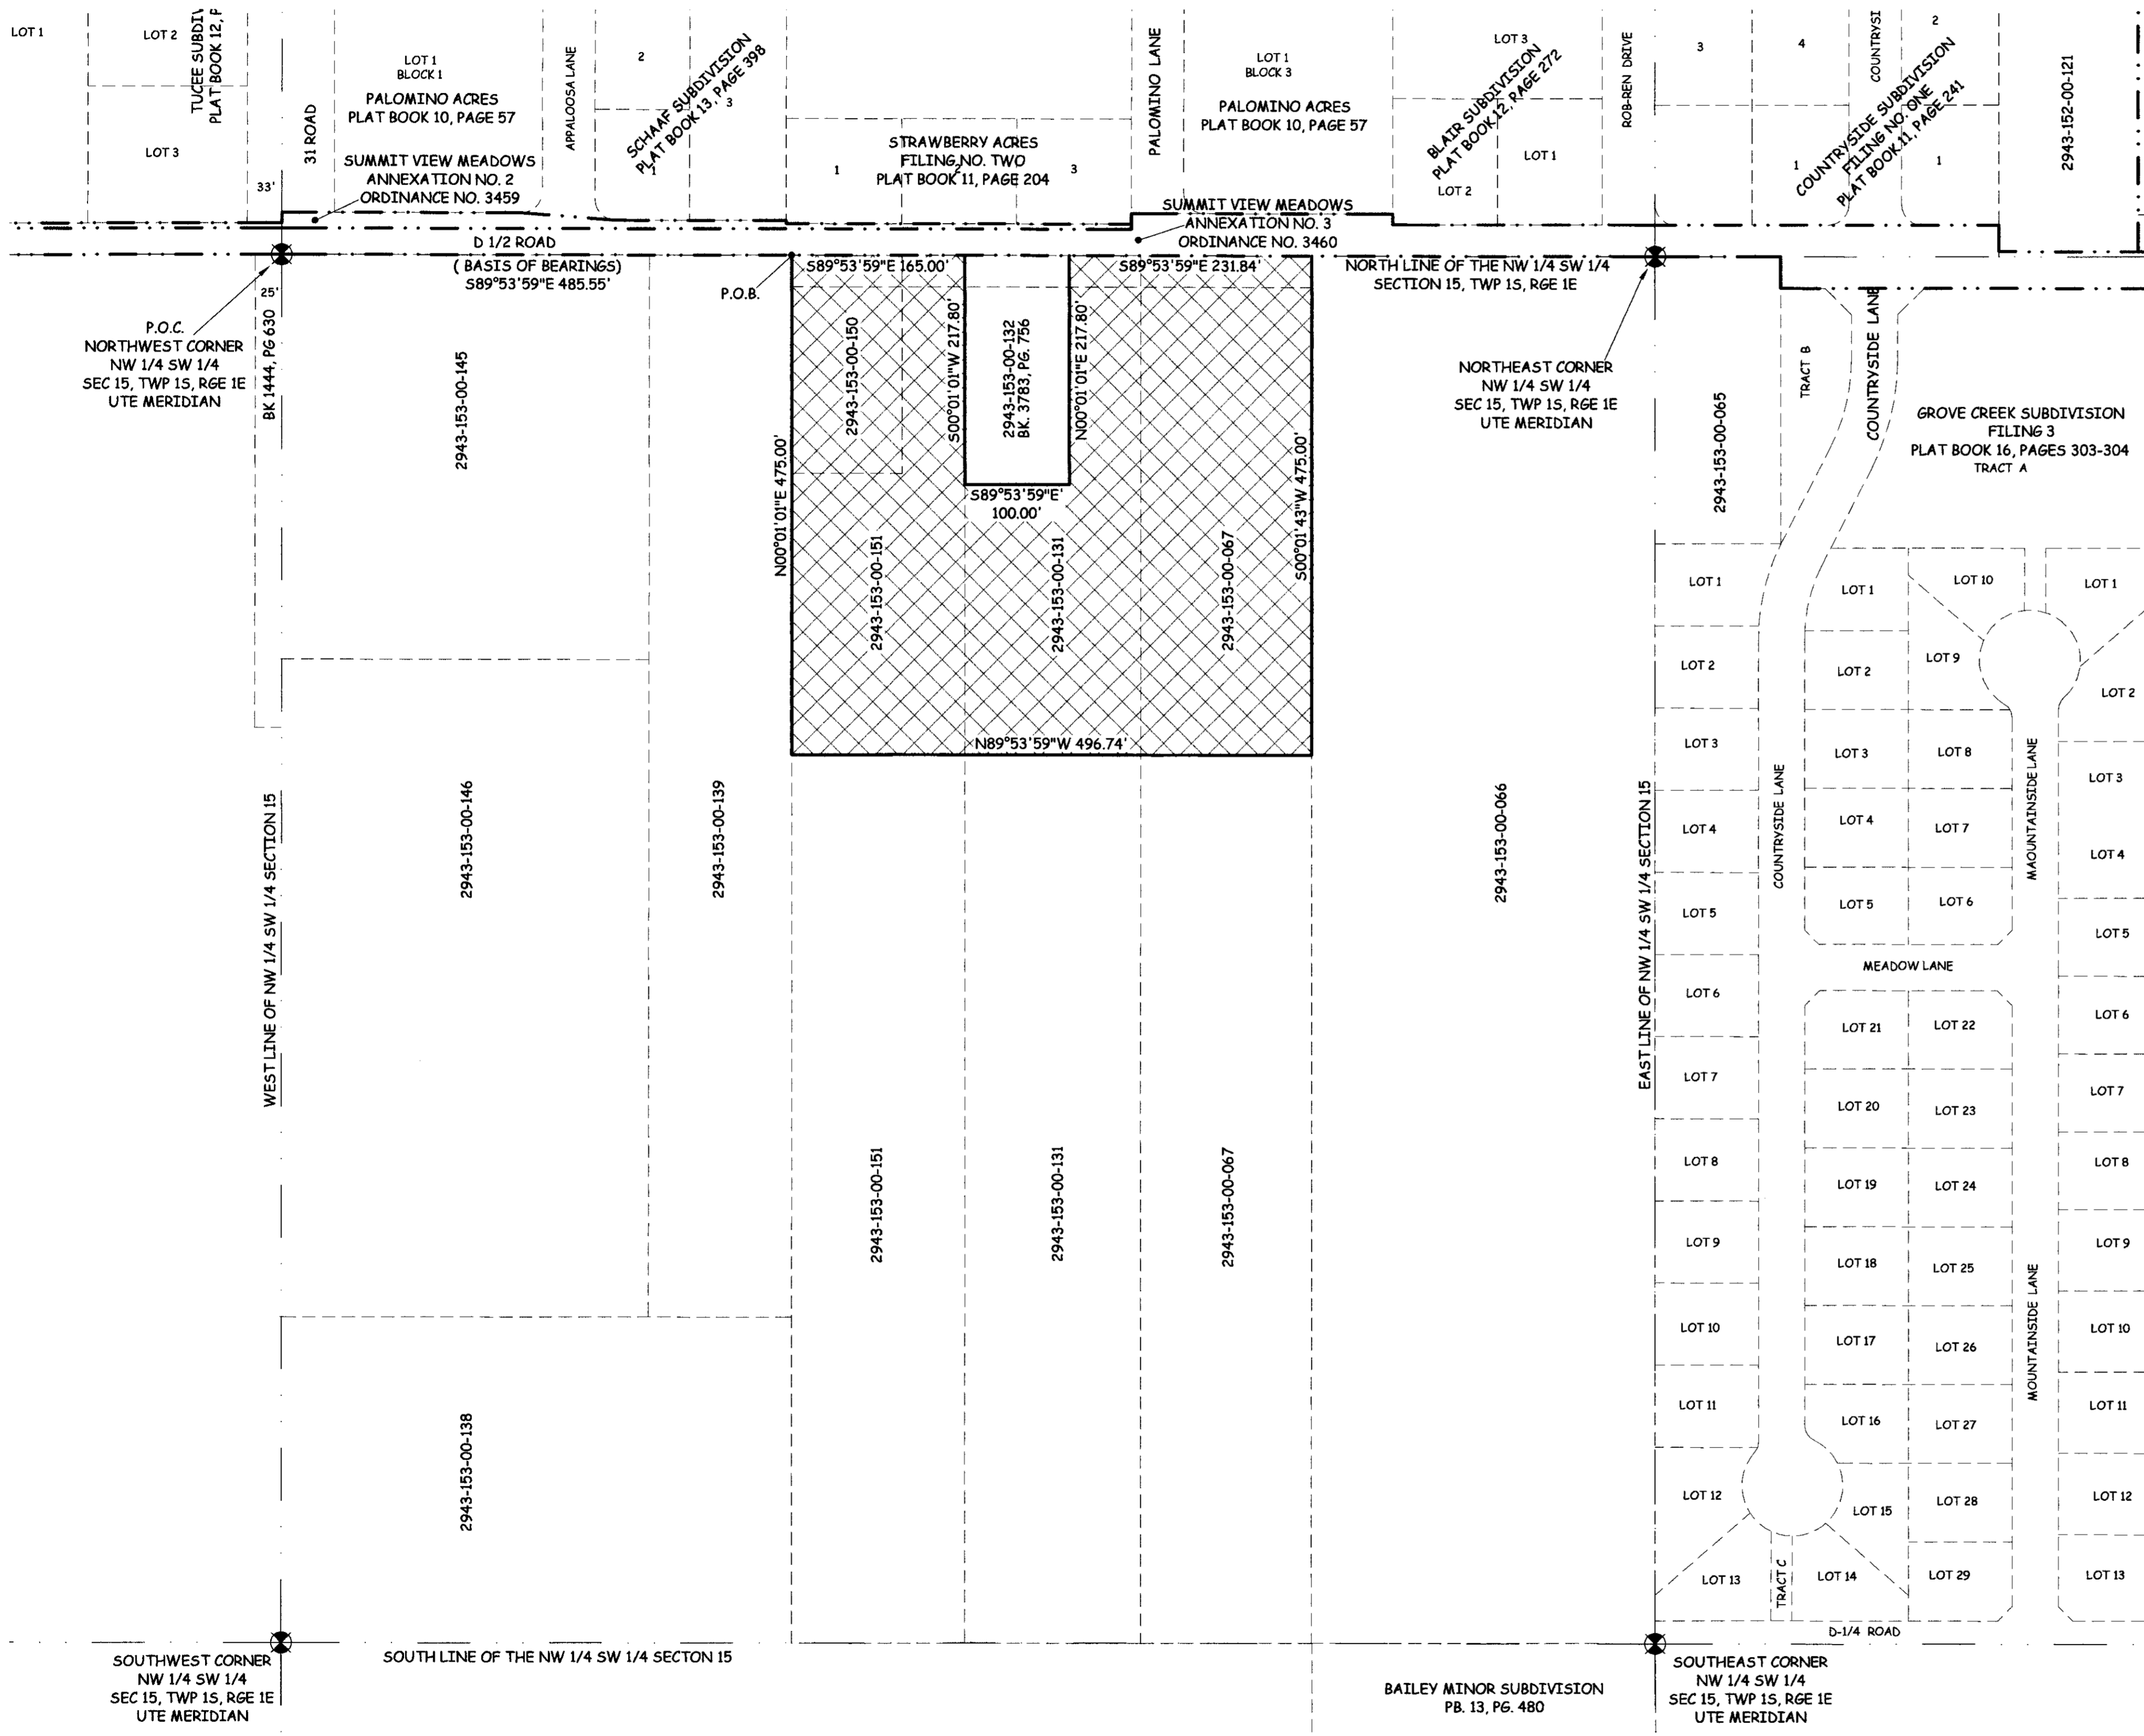 LOT 1
LOT 2
TUCEE SUBDIV
PLAT BOOK 12, P
LOT 3
33'
31 ROAD
LOT 1
BLOCK 1
PALOMINO ACRES
PLAT BOOK 10, PAGE 57
SUMMIT VIEW MEADOWS
ANNEXATION NO. 2
ORDINANCE NO. 3459
APPALOOSA LANE
2
3
1
SCHAAF SUBDIVISION
PLAT BOOK 13, PAGE 398
STRAWBERRY ACRES
FILING NO. TWO
PLAT BOOK 11, PAGE 204
1
2
3
PALOMINO LANE
LOT 1
BLOCK 3
PALOMINO ACRES
PLAT BOOK 10, PAGE 57
SUMMIT VIEW MEADOWS
ANNEXATION NO. 3
ORDINANCE NO. 3460
LOT 3
BLAIR SUBDIVISION
PLAT BOOK 12, PAGE 272
LOT 1
LOT 2
ROB-REN DRIVE
3
4
1
COUNTRYSI
2
1
COUNTRYSIDE SUBDIVISION
FILING NO. ONE
PLAT BOOK 11, PAGE 241
2943-152-00-121
D 1/2 ROAD
( BASIS OF BEARINGS)
S89°53'59"E 485.55'
P.O.B.
S89°53'59"E 165.00'
S89°53'59"E 231.84'
NORTH LINE OF THE NW 1/4 SW 1/4
SECTION 15, TWP 1S, RGE 1E
25'
P.O.C.
NORTHWEST CORNER
NW 1/4 SW 1/4
SEC 15, TWP 1S, RGE 1E
UTE MERIDIAN
BK 1444, PG 630
2943-153-00-145
N00°01'01"E 475.00'
2943-153-00-150
S00°01'01"W 217.80'
2943-153-00-132
BK. 3783, PG. 756
N00°01'01"E 217.80'
S89°53'59"E
100.00'
S00°01'43"W 475.00'
2943-153-00-151
2943-153-00-131
2943-153-00-067
N89°53'59"W 496.74'
NORTHEAST CORNER
NW 1/4 SW 1/4
SEC 15, TWP 1S, RGE 1E
UTE MERIDIAN
2943-153-00-065
TRACT B
COUNTRYSIDE LANE
GROVE CREEK SUBDIVISION
FILING 3
PLAT BOOK 16, PAGES 303-304
TRACT A
WEST LINE OF NW 1/4 SW 1/4 SECTION 15
2943-153-00-146
2943-153-00-139
2943-153-00-151
2943-153-00-131
2943-153-00-067
2943-153-00-066
2943-153-00-138
EAST LINE OF NW 1/4 SW 1/4 SECTION 15
LOT 1
LOT 2
LOT 3
LOT 4
LOT 5
LOT 6
LOT 7
LOT 8
LOT 9
LOT 10
LOT 11
LOT 12
LOT 13
COUNTRYSIDE LANE
LOT 1
LOT 2
LOT 3
LOT 4
LOT 5
LOT 10
LOT 9
LOT 8
LOT 7
LOT 6
MEADOW LANE
LOT 21
LOT 20
LOT 19
LOT 18
LOT 17
LOT 16
LOT 15
LOT 14
TRACT C
LOT 22
LOT 23
LOT 24
LOT 25
LOT 26
LOT 27
LOT 28
LOT 29
MAOUNTAINSIDE LANE
MOUNTAINSIDE LANE
LOT 1
LOT 2
LOT 3
LOT 4
LOT 5
LOT 6
LOT 7
LOT 8
LOT 9
LOT 10
LOT 11
LOT 12
LOT 13
D-1/4 ROAD
SOUTHWEST CORNER
NW 1/4 SW 1/4
SEC 15, TWP 1S, RGE 1E
UTE MERIDIAN
SOUTH LINE OF THE NW 1/4 SW 1/4 SECTON 15
BAILEY MINOR SUBDIVISION
PB. 13, PG. 480
SOUTHEAST CORNER
NW 1/4 SW 1/4
SEC 15, TWP 1S, RGE 1E
UTE MERIDIAN